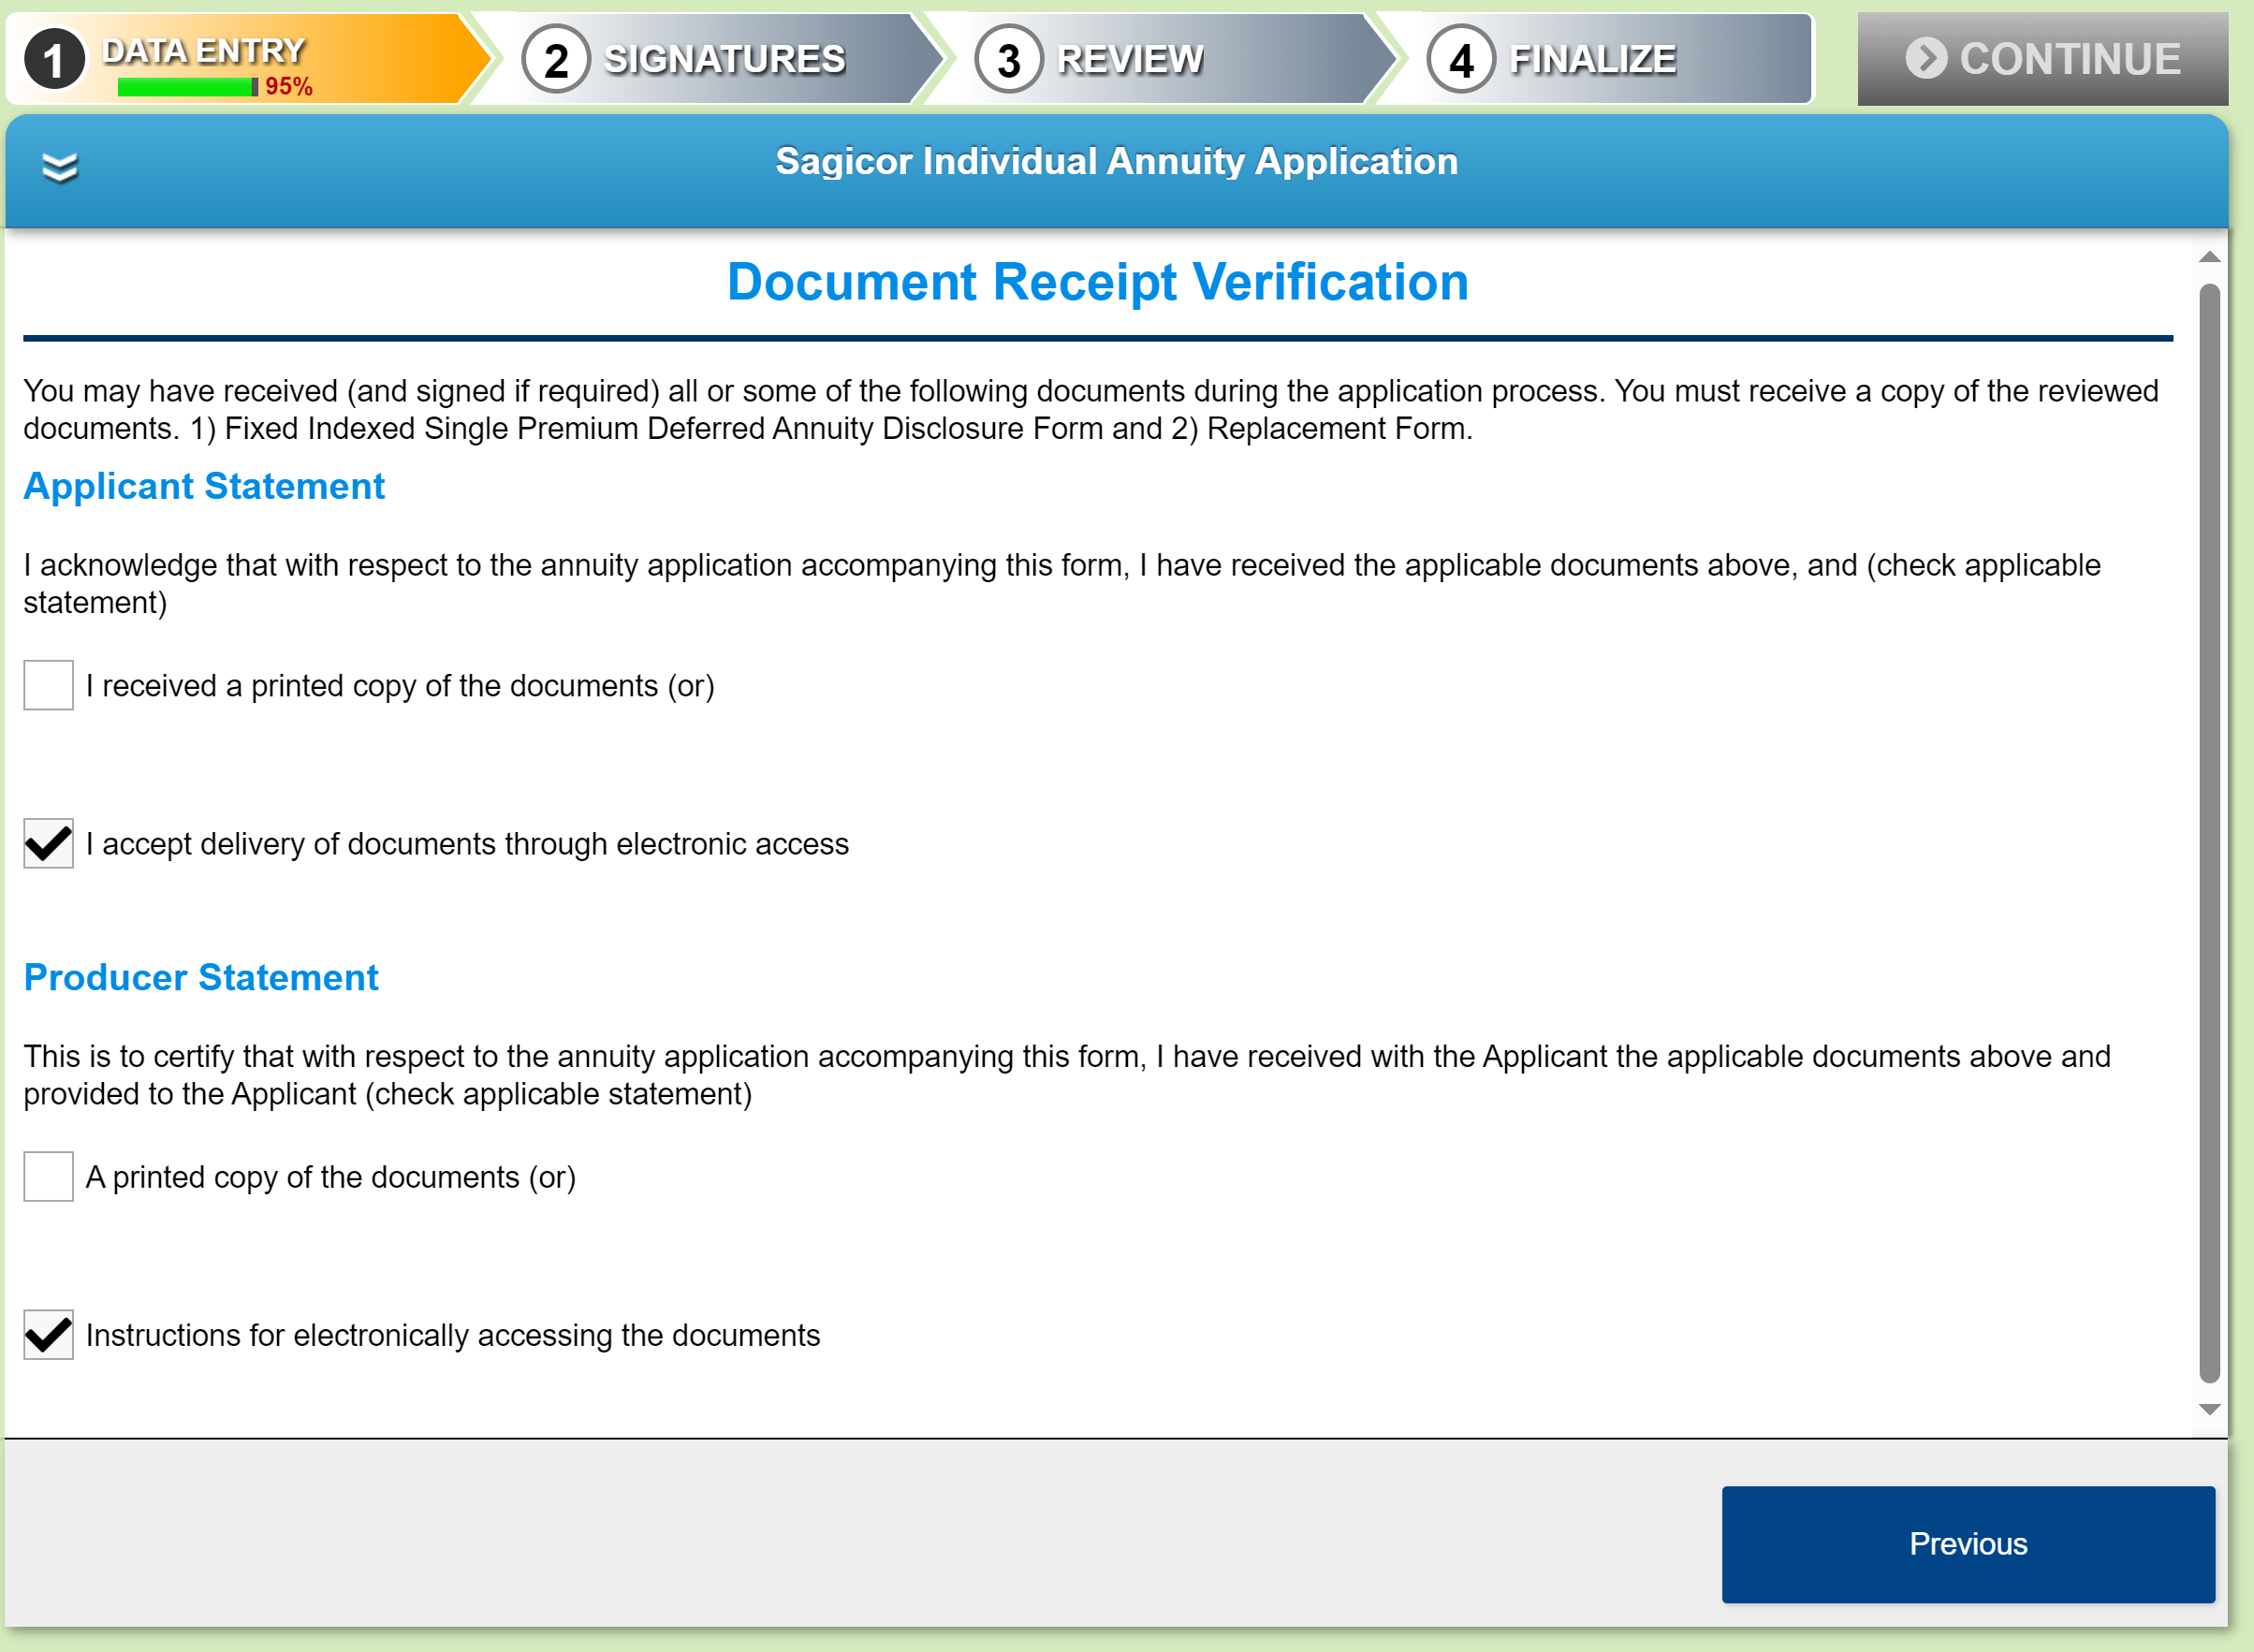 1 DATA ENTRY
95%
2 SIGNATURES
3 REVIEW
4 FINALIZE
CONTINUE
Sagicor Individual Annuity Application
Document Receipt Verification
You may have received (and signed if required) all or some of the following documents during the application process. You must receive a copy of the reviewed
documents. 1) Fixed Indexed Single Premium Deferred Annuity Disclosure Form and 2) Replacement Form.
Applicant Statement
I acknowledge that with respect to the annuity application accompanying this form, I have received the applicable documents above, and (check applicable
statement)
I received a printed copy of the documents (or)
I accept delivery of documents through electronic access
Producer Statement
This is to certify that with respect to the annuity application accompanying this form, I have received with the Applicant the applicable documents above and
provided to the Applicant (check applicable statement)
A printed copy of the documents (or)
Instructions for electronically accessing the documents
Previous